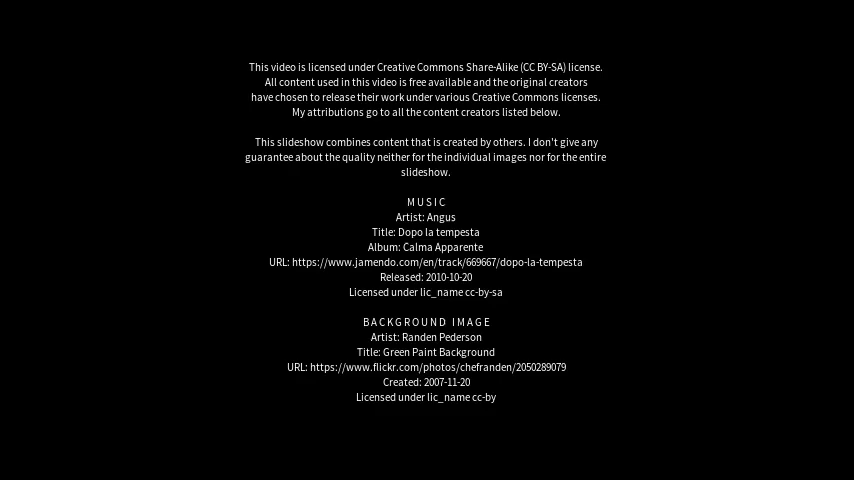 This video is licensed under Creative Commons Share-Alike (CC BY-SA) license.
All content used in this video is free available and the original creators
have chosen to release their work under various Creative Commons licenses.
My attributions go to all the content creators listed below.
This slideshow combines content that is created by others. I don't give any
guarantee about the quality neither for the individual images nor for the entire
slideshow.
MUSIC
Artist: Angus
Title: Dopo la tempesta
Album: Calma Apparente
URL: https://www.jamendo.com/en/track/669667/dopo-la-tempesta
Released: 2010-10-20
Licensed under lic_name cc-by-sa
BACKGROUND IMAGE
Artist: Randen Pederson
Title: Green Paint Background
URL: https://www.flickr.com/photos/chefranden/2050289079
Created: 2007-11-20
Licensed under lic_name cc-by